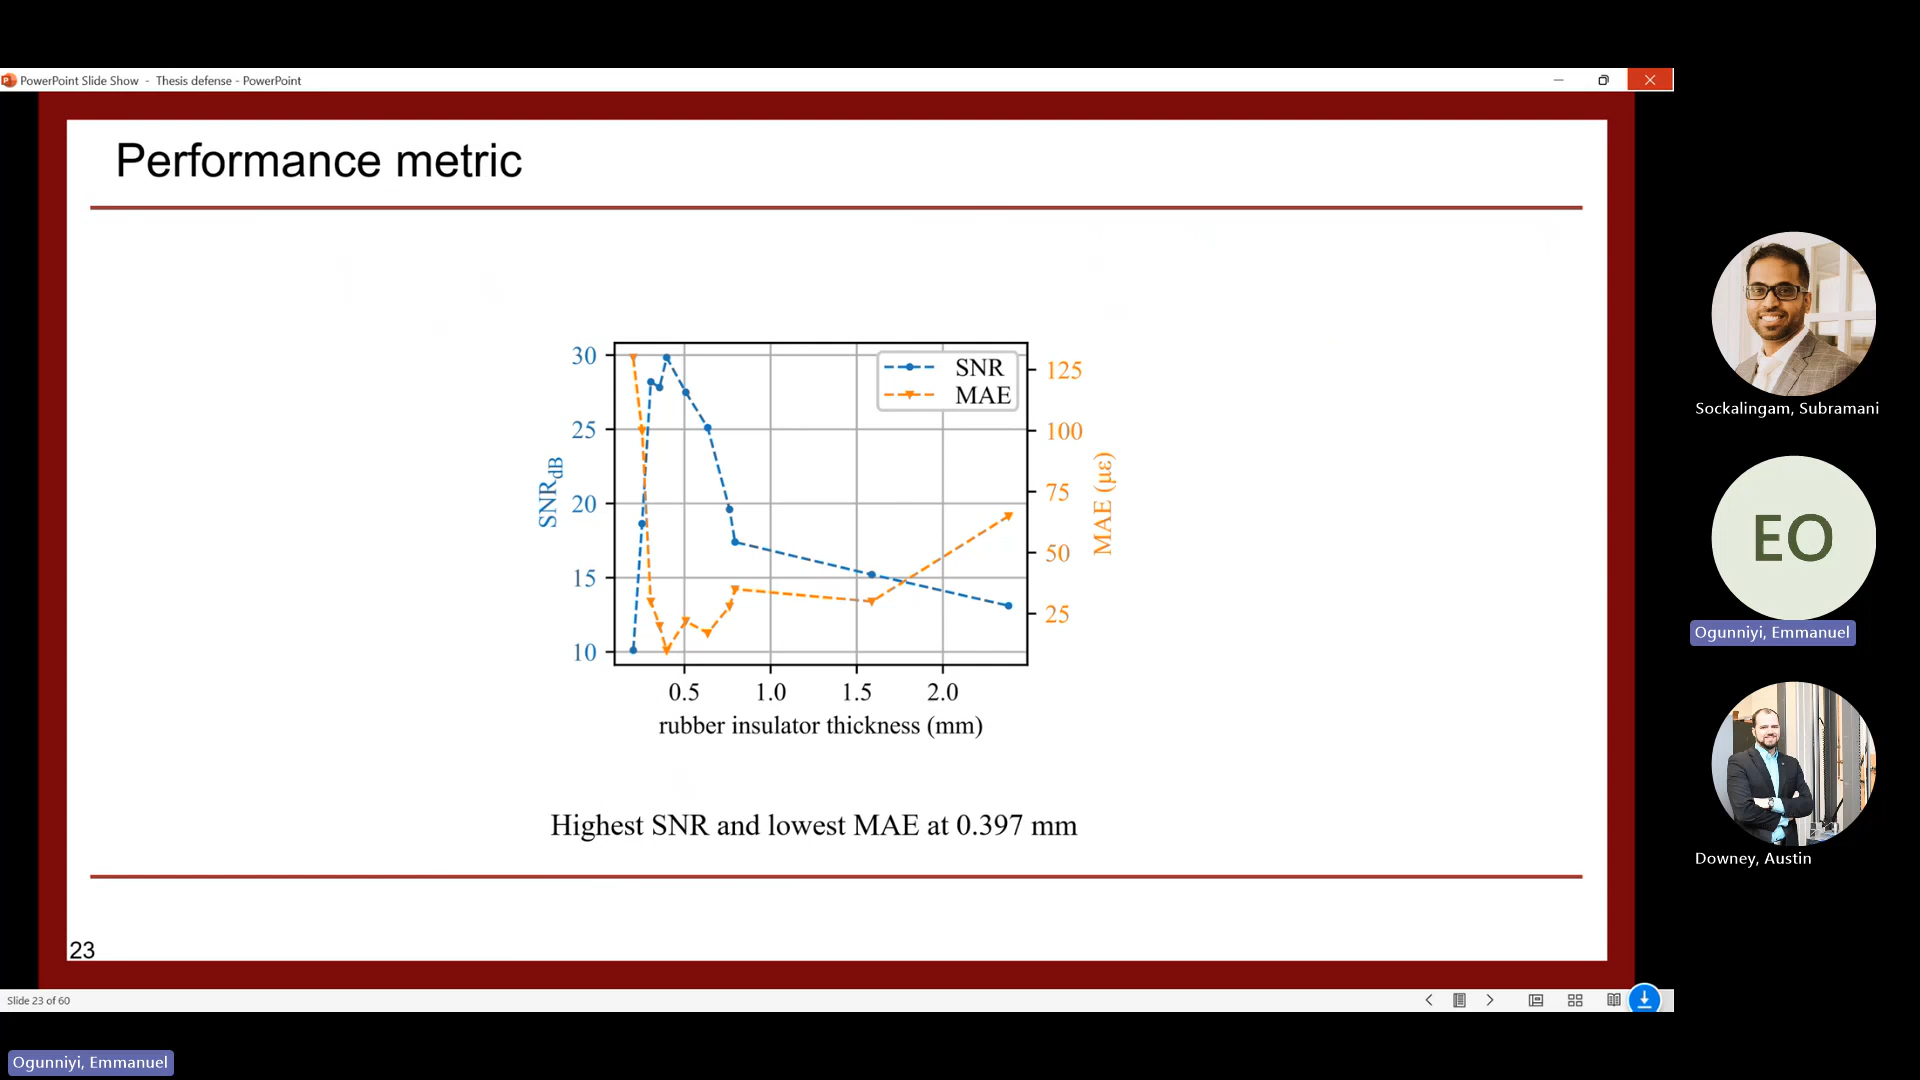 PowerPoint Slide Show - Thesis defense - PowerPoint
Performance metric
30
25
20
15
10
SNRdB
SNR
MAE
125
100
75
50
25
MAE (με)
0.5 1.0 1.5 2.0
rubber insulator thickness (mm)
Highest SNR and lowest MAE at 0.397 mm
23
Slide 23 of 60
Sockalingam, Subramani
EO
Ogunniyi, Emmanuel
Downey, Austin
Ogunniyi, Emmanuel